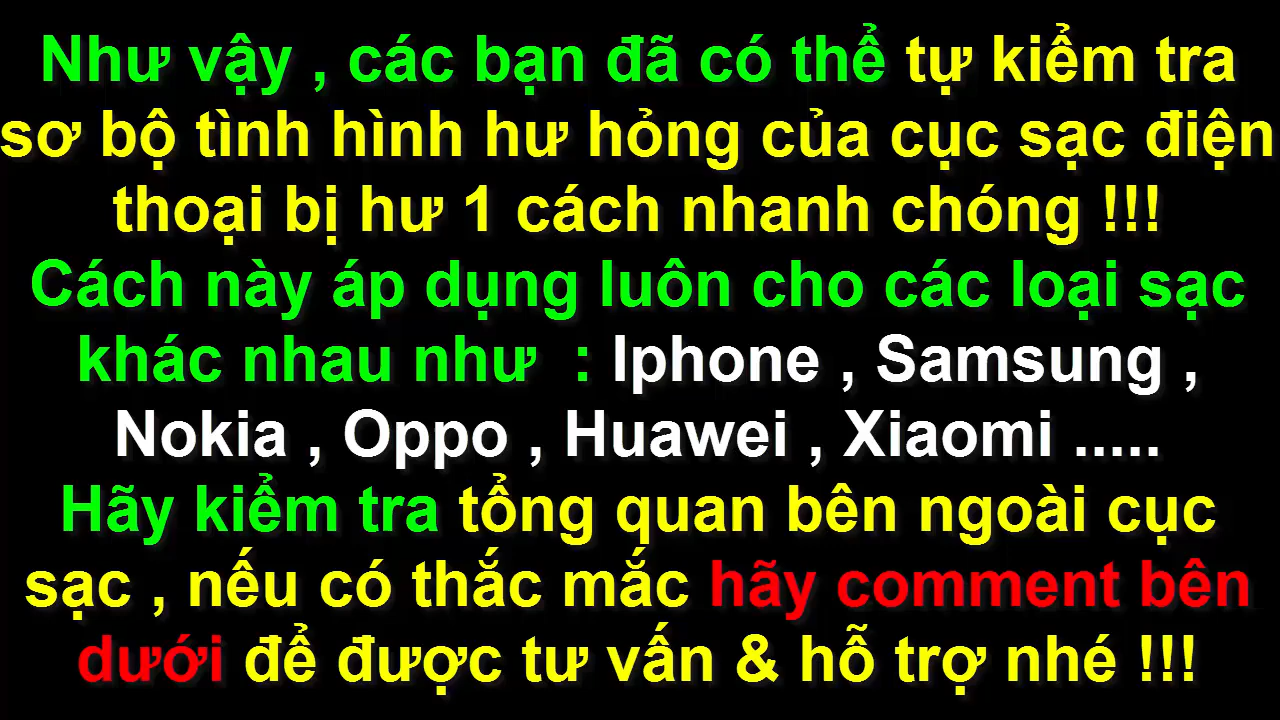 Như vậy , các bạn đã có thể tự kiểm tra
sơ bộ tình hình hư hỏng của cục sạc điện
thoại bị hư 1 cách nhanh chóng !!!
Cách này áp dụng luôn cho các loại sạc
khác nhau như : Iphone , Samsung ,
Nokia , Oppo , Huawei , Xiaomi .....
Hãy kiểm tra tổng quan bên ngoài cục
sạc , nếu có thắc mắc hãy comment bên
dưới để được tư vấn & hỗ trợ nhé !!!